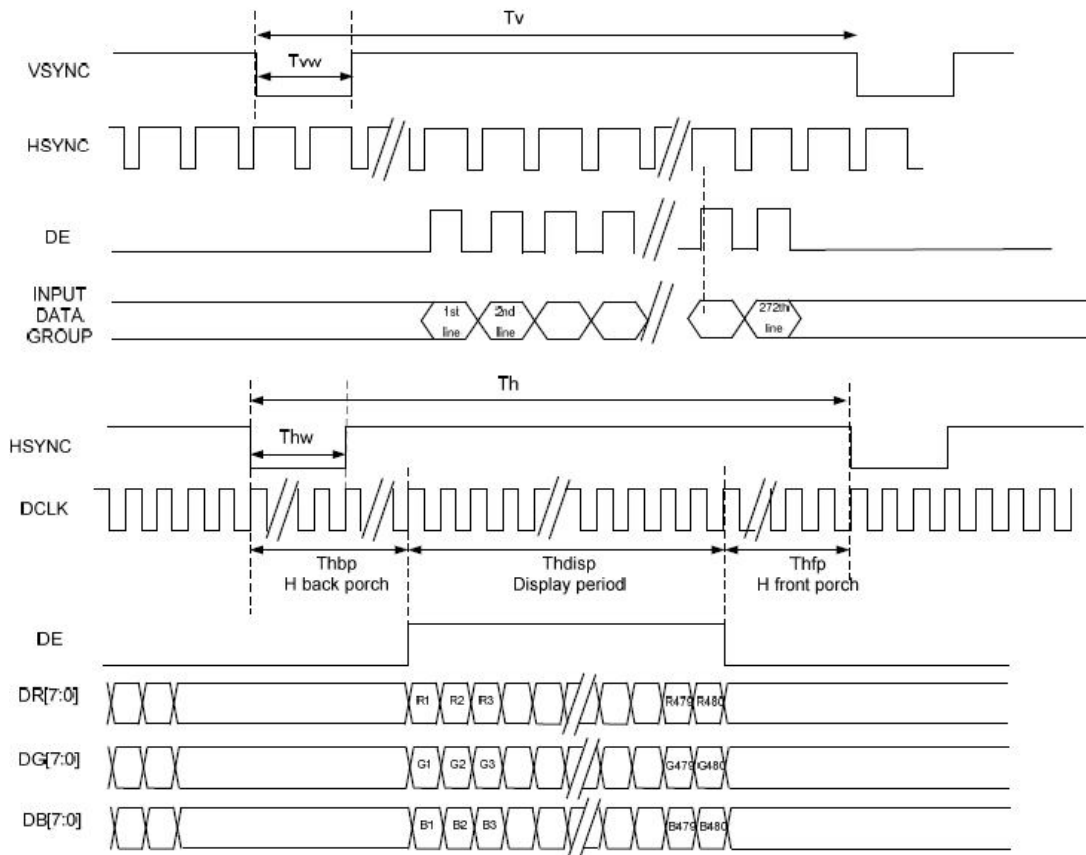 Tv
Tvw
VSYNC
HSYNC
DE
INPUT
DATA
GROUP
1st
line
2nd
line
272th
line
Th
Thw
HSYNC
DCLK
Thbp
H back porch
Thdisp
Display period
Thfp
H front porch
DE
DR[7:0]
R1 R2 R3 R479 R480
DG[7:0]
G1 G2 G3 G479 G480
DB[7:0]
B1 B2 B3 B479 B480